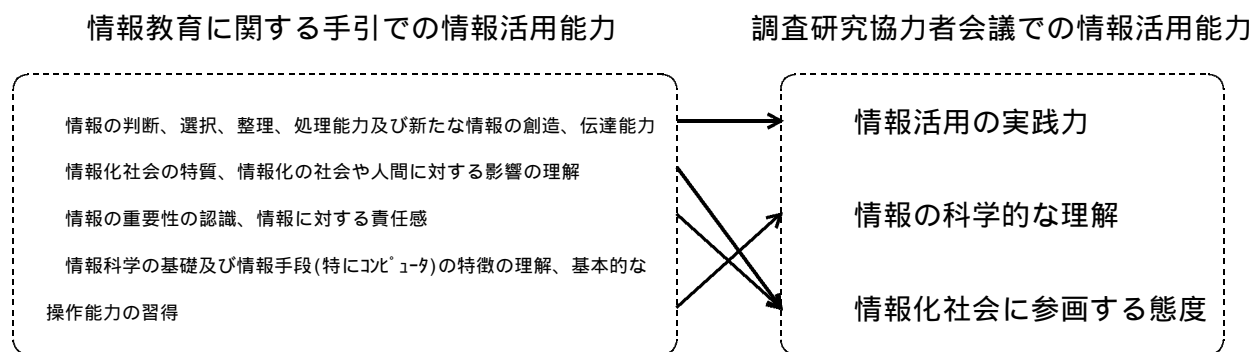 情報教育に関する手引での情報活用能力
情報の判断、選択、整理、処理能力及び新たな情報の創造、伝達能力
情報化社会の特質、情報化の社会や人間に対する影響の理解
情報の重要性の認識、情報に対する責任感
情報科学の基礎及び情報手段(特にｺﾝﾋﾟｭｰﾀ)の特徴の理解、基本的な
操作能力の習得
調査研究協力者会議での情報活用能力
情報活用の実践力
情報の科学的な理解
情報化社会に参画する態度